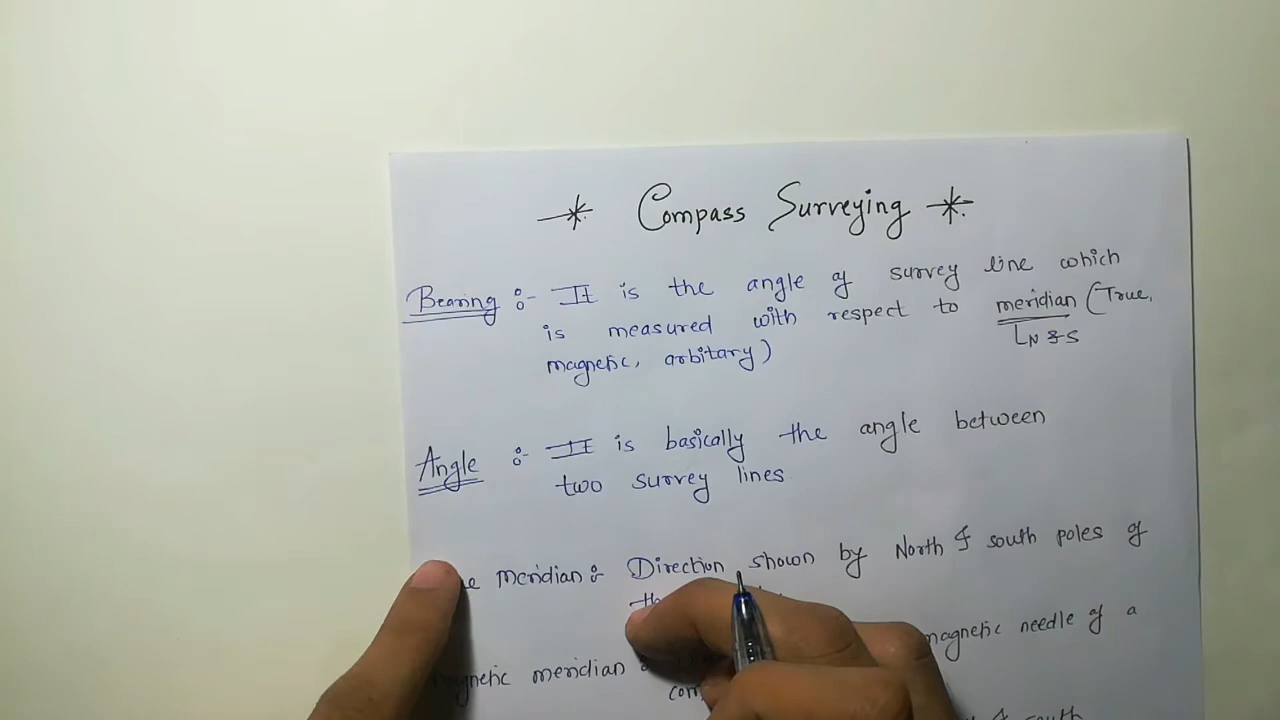 * Compass Surveying *
Bearing :- It is the angle of survey line which
is measured with respect to meridian (True,
N & S
magnetic, arbitary)
Angle :- It is basically the angle between
two survey lines
Meridian :- Direction shown by North & south poles of
meridian magnetic needle of a
& south